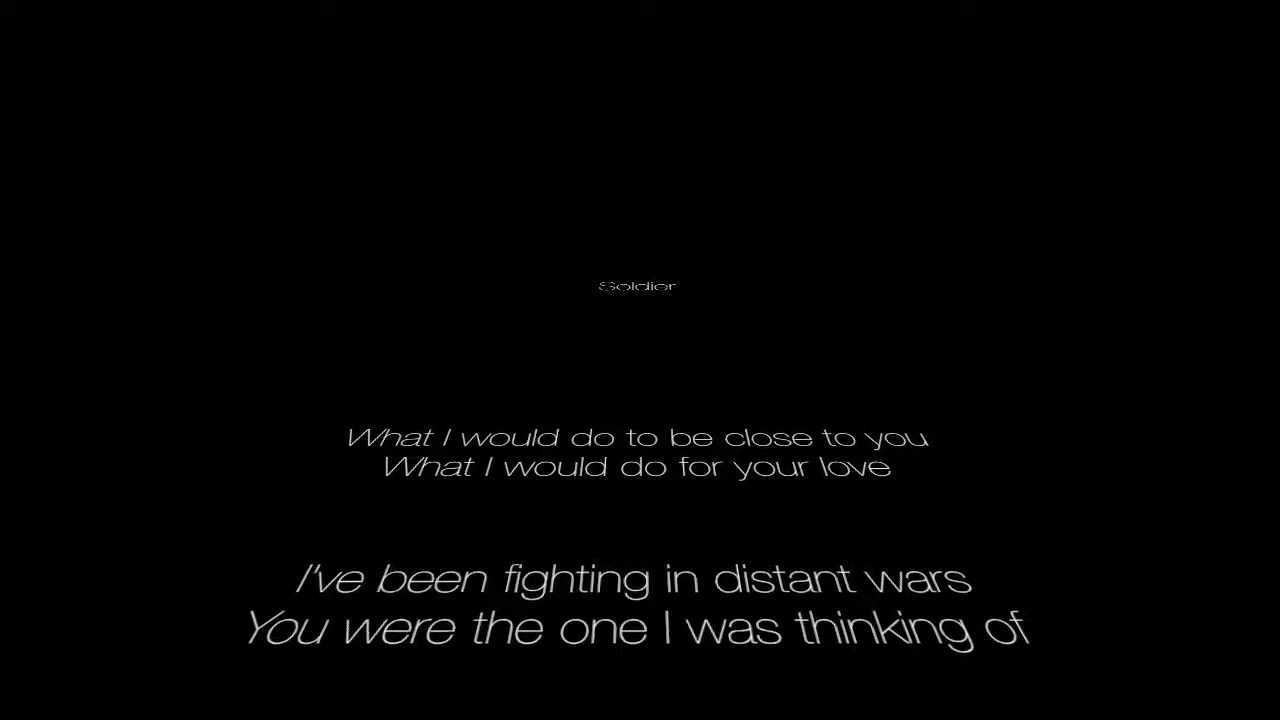 Soldier
What I would do to be close to you
What I would do for your love
I've been fighting in distant wars
You were the one I was thinking of